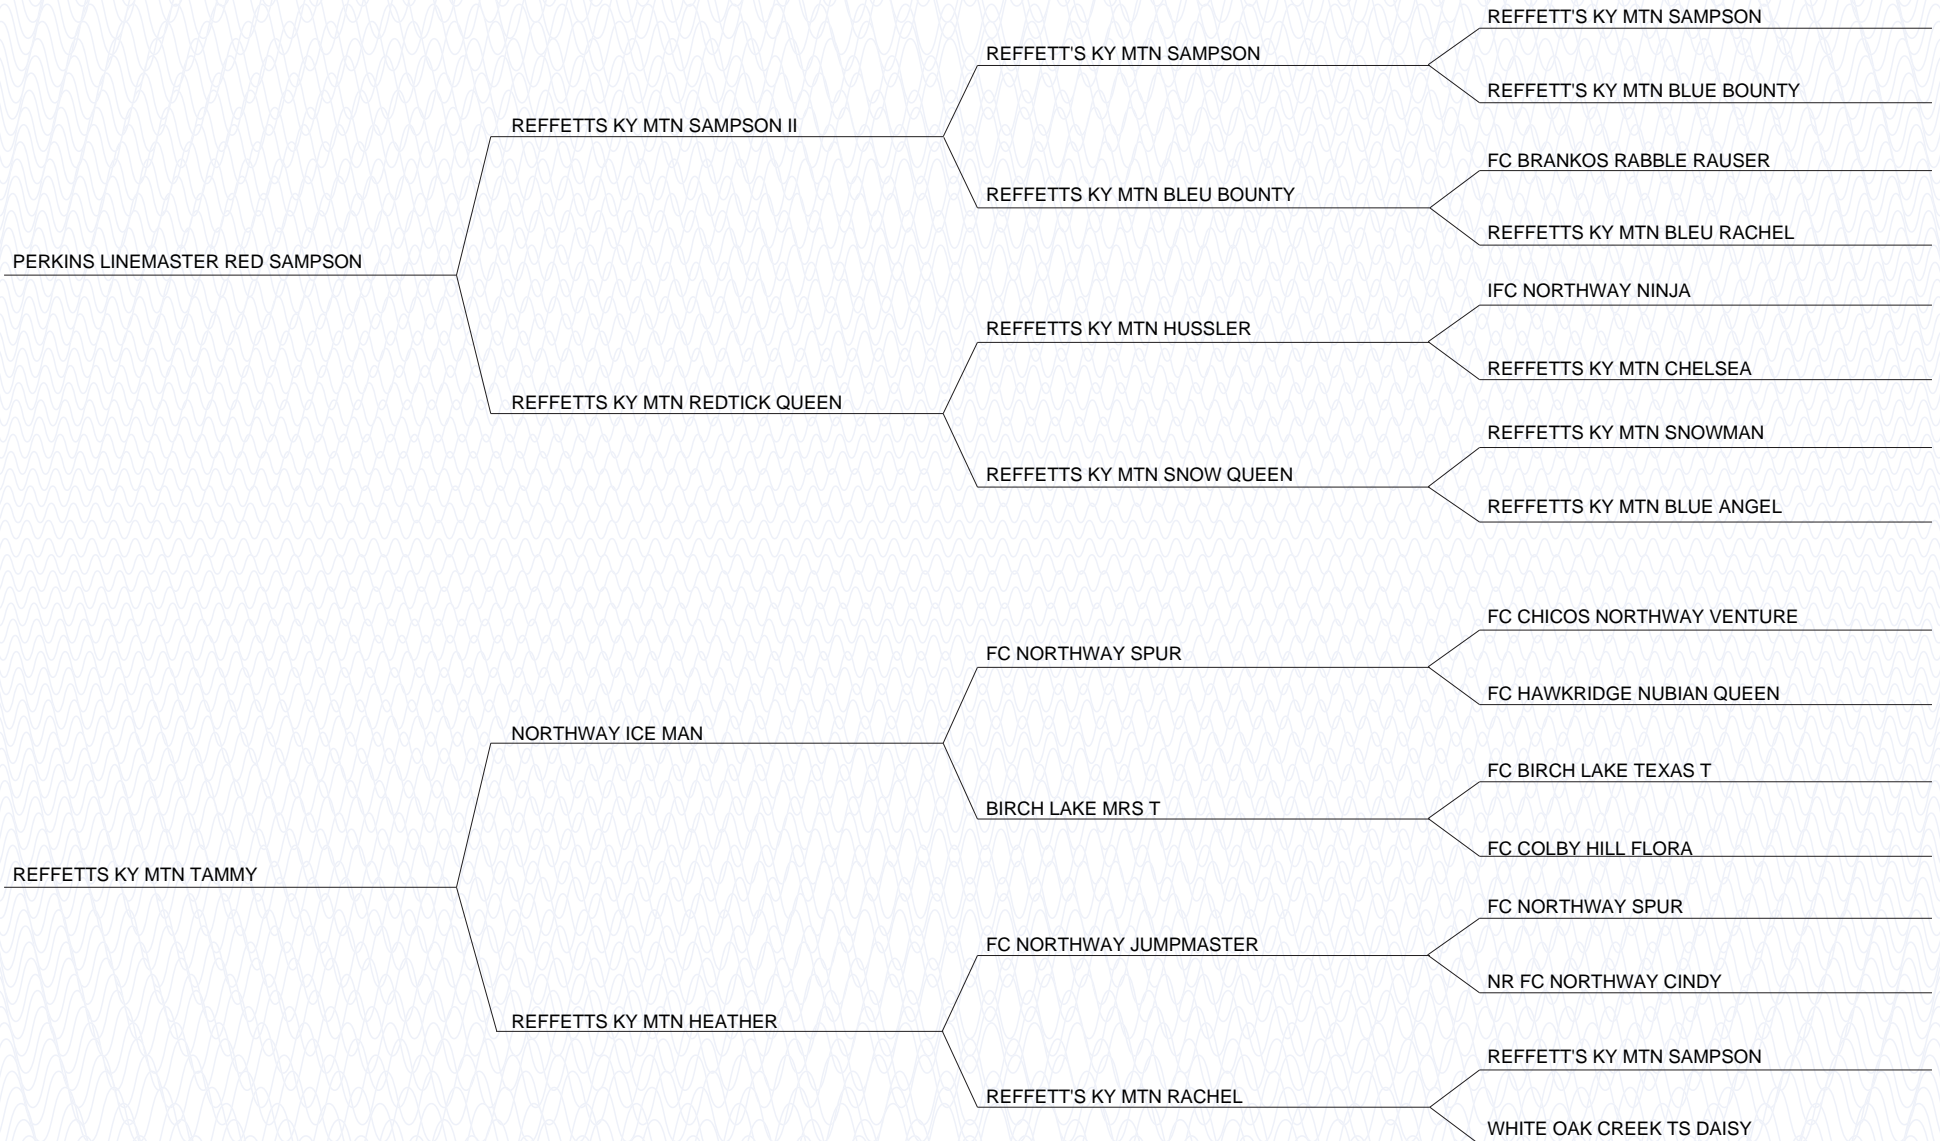 REFFETT'S KY MTN SAMPSON
REFFETT'S KY MTN SAMPSON
REFFETT'S KY MTN BLUE BOUNTY
REFFETTS KY MTN SAMPSON II
FC BRANKOS RABBLE RAUSER
REFFETTS KY MTN BLEU BOUNTY
REFFETTS KY MTN BLEU RACHEL
PERKINS LINEMASTER RED SAMPSON
IFC NORTHWAY NINJA
REFFETTS KY MTN HUSSLER
REFFETTS KY MTN CHELSEA
REFFETTS KY MTN REDTICK QUEEN
REFFETTS KY MTN SNOWMAN
REFFETTS KY MTN SNOW QUEEN
REFFETTS KY MTN BLUE ANGEL
FC CHICOS NORTHWAY VENTURE
FC NORTHWAY SPUR
FC HAWKRIDGE NUBIAN QUEEN
NORTHWAY ICE MAN
FC BIRCH LAKE TEXAS T
BIRCH LAKE MRS T
FC COLBY HILL FLORA
REFFETTS KY MTN TAMMY
FC NORTHWAY SPUR
FC NORTHWAY JUMPMASTER
NR FC NORTHWAY CINDY
REFFETTS KY MTN HEATHER
REFFETT'S KY MTN SAMPSON
REFFETT'S KY MTN RACHEL
WHITE OAK CREEK TS DAISY